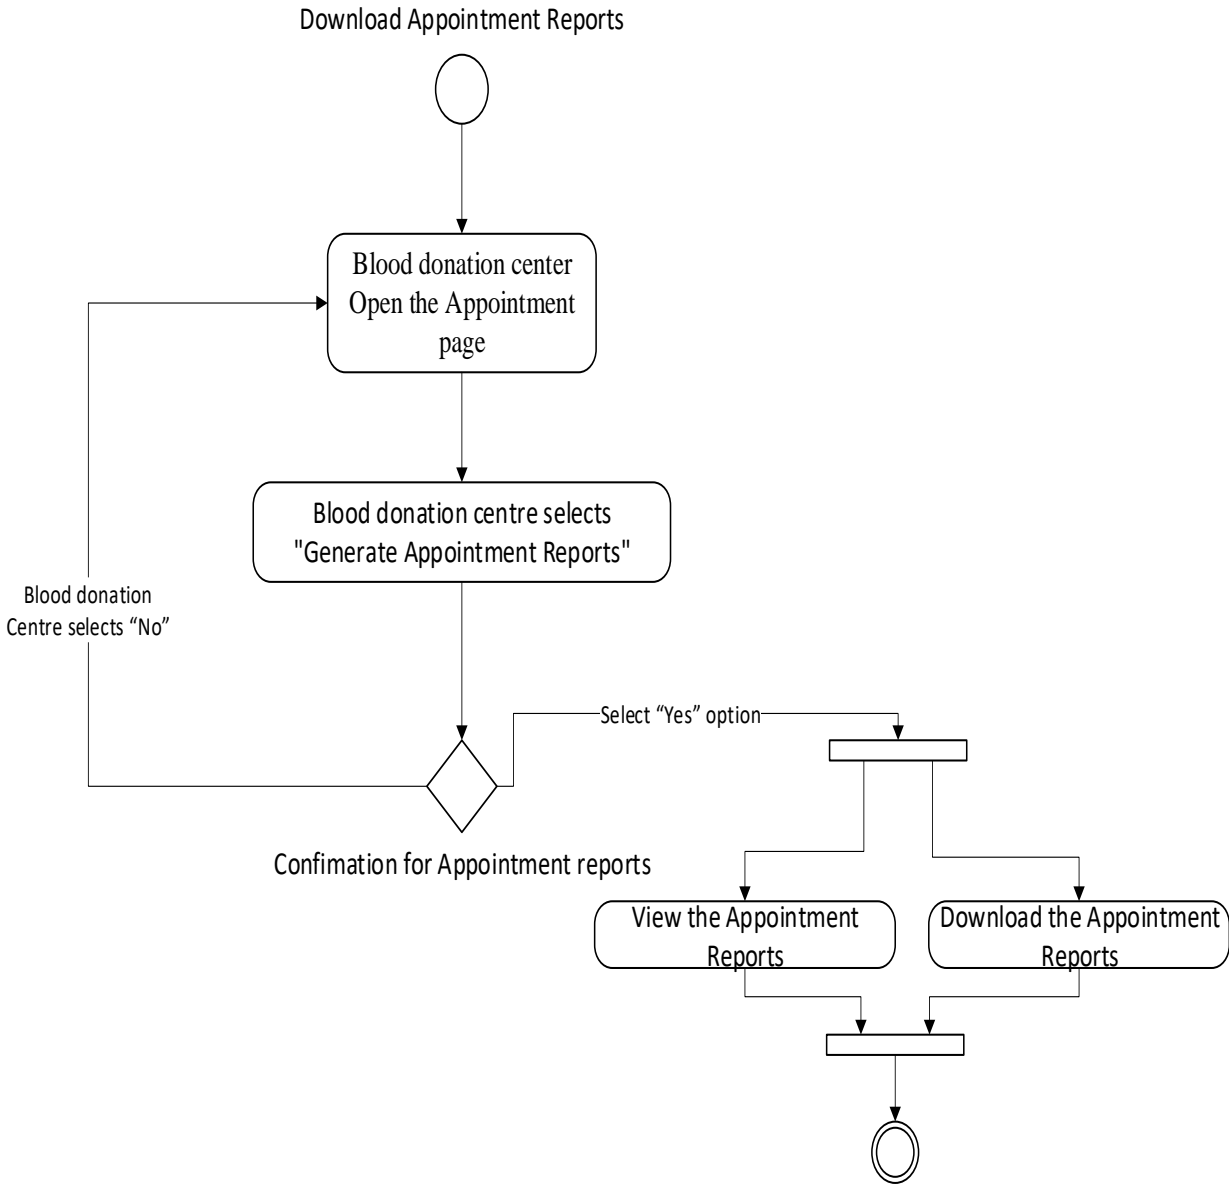 Download Appointment Reports
Blood donation center
Open the Appointment
page
Blood donation centre selects
"Generate Appointment Reports"
Blood donation
Centre selects “No”
Select “Yes” option
Confimation for Appointment reports
View the Appointment
Reports
Download the Appointment
Reports